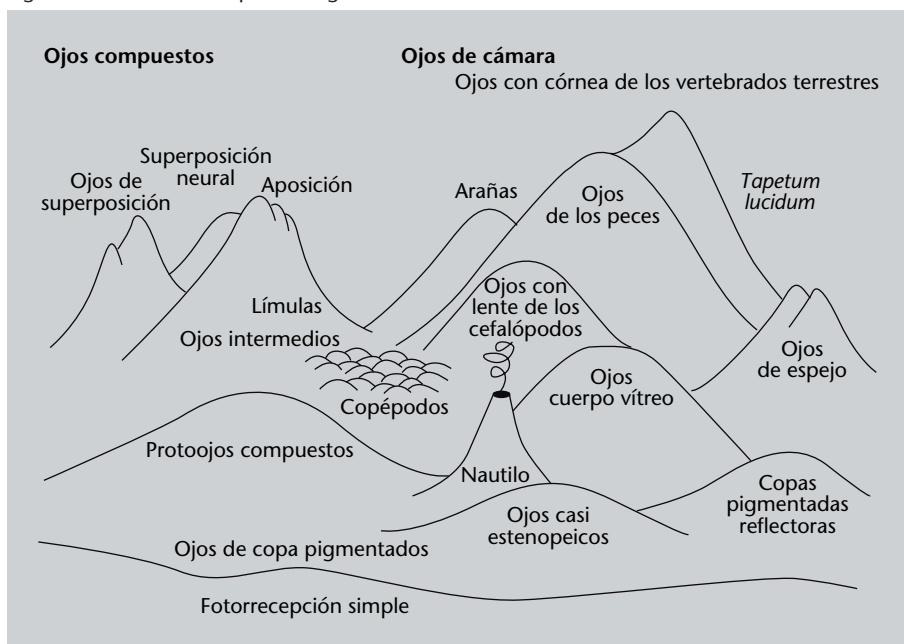 Ojos compuestos
Ojos de cámara
Ojos con córnea de los vertebrados terrestres
Superposición
neural
Ojos de
superposición
Aposición
Arañas
Ojos
de los peces
Tapetum
lucidum
Límulas
Ojos intermedios
Ojos con
lente de los
cefalópodos
Copépodos
Ojos
cuerpo vítreo
Ojos
de espejo
Protoojos compuestos
Nautilo
Copas
pigmentadas
reflectoras
Ojos casi
estenopeicos
Ojos de copa pigmentados
Fotorrecepción simple